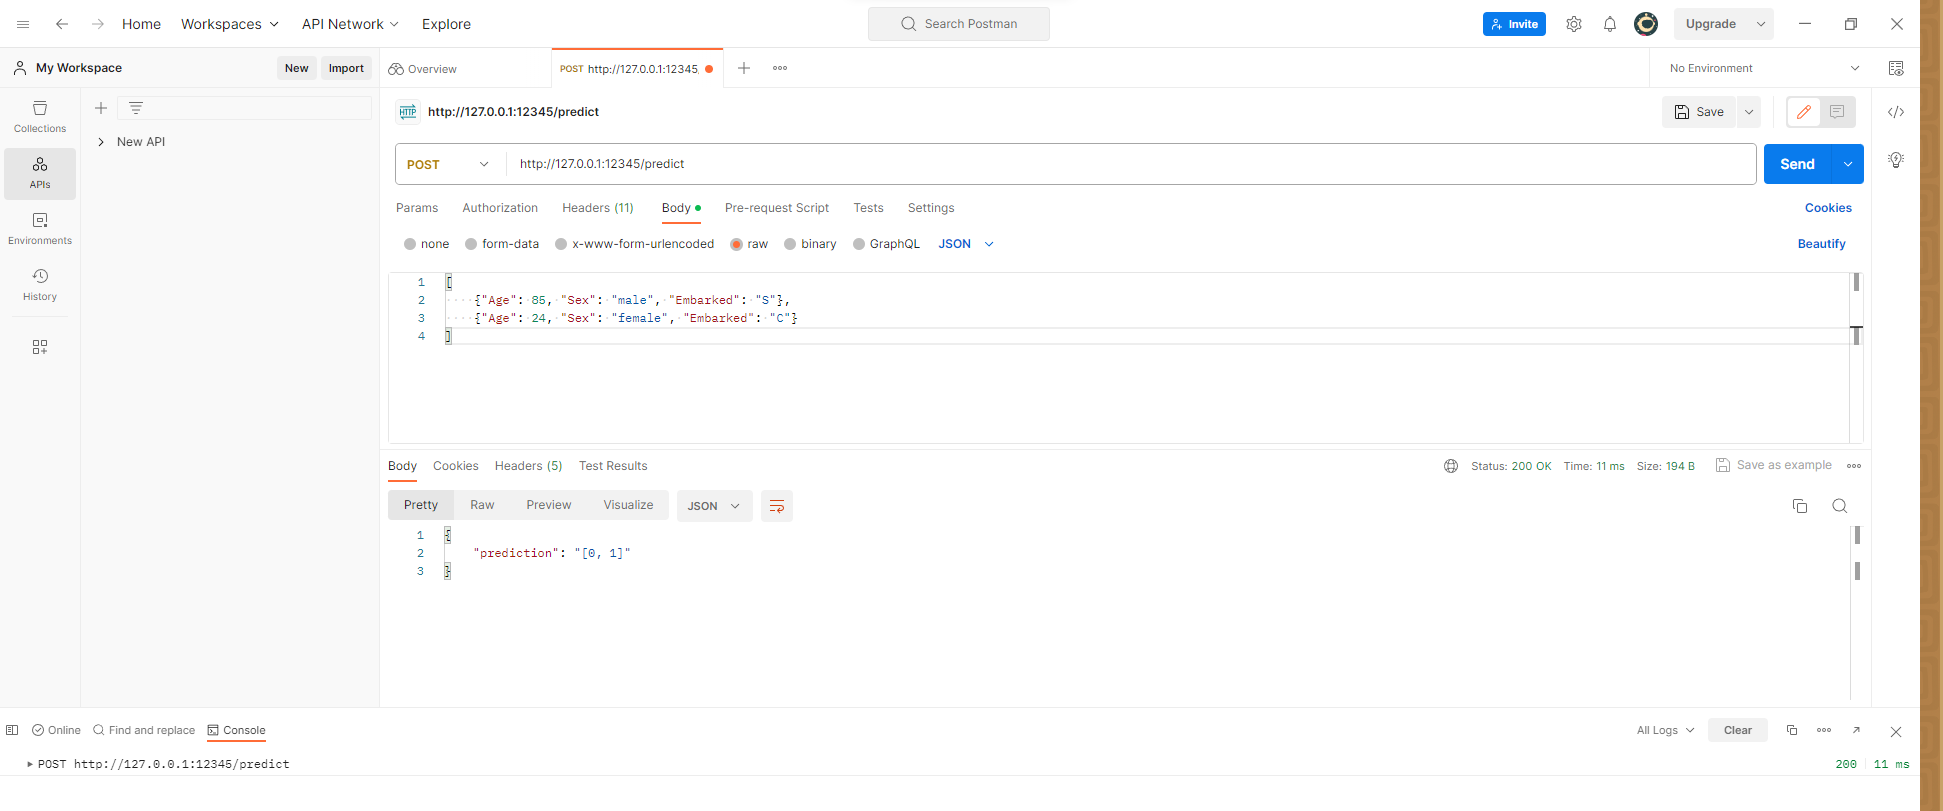 Home Workspaces API Network Explore Search Postman Invite Upgrade
My Workspace New Import Overview POST http://127.0.0.1:12345. No Environment
Collections
APIs
Environments
History
New API
HTTP http://127.0.0.1:12345/predict Save
POST http://127.0.0.1:12345/predict Send
Params Authorization Headers (11) Body Pre-request Script Tests Settings Cookies
none form-data x-www-form-urlencoded raw binary GraphQL JSON Beautify
1 [
2 ····{"Age":·85,·"Sex":·"male",·"Embarked":·"S"},
3 ····{"Age":·24,·"Sex":·"female",·"Embarked":·"C"}
4 ]
Body Cookies Headers (5) Test Results Status: 200 OK Time: 11 ms Size: 194 B Save as example
Pretty Raw Preview Visualize JSON
1 {
2 "prediction": "[0, 1]"
3 }
Online Find and replace Console All Logs Clear
POST http://127.0.0.1:12345/predict 200 11 ms